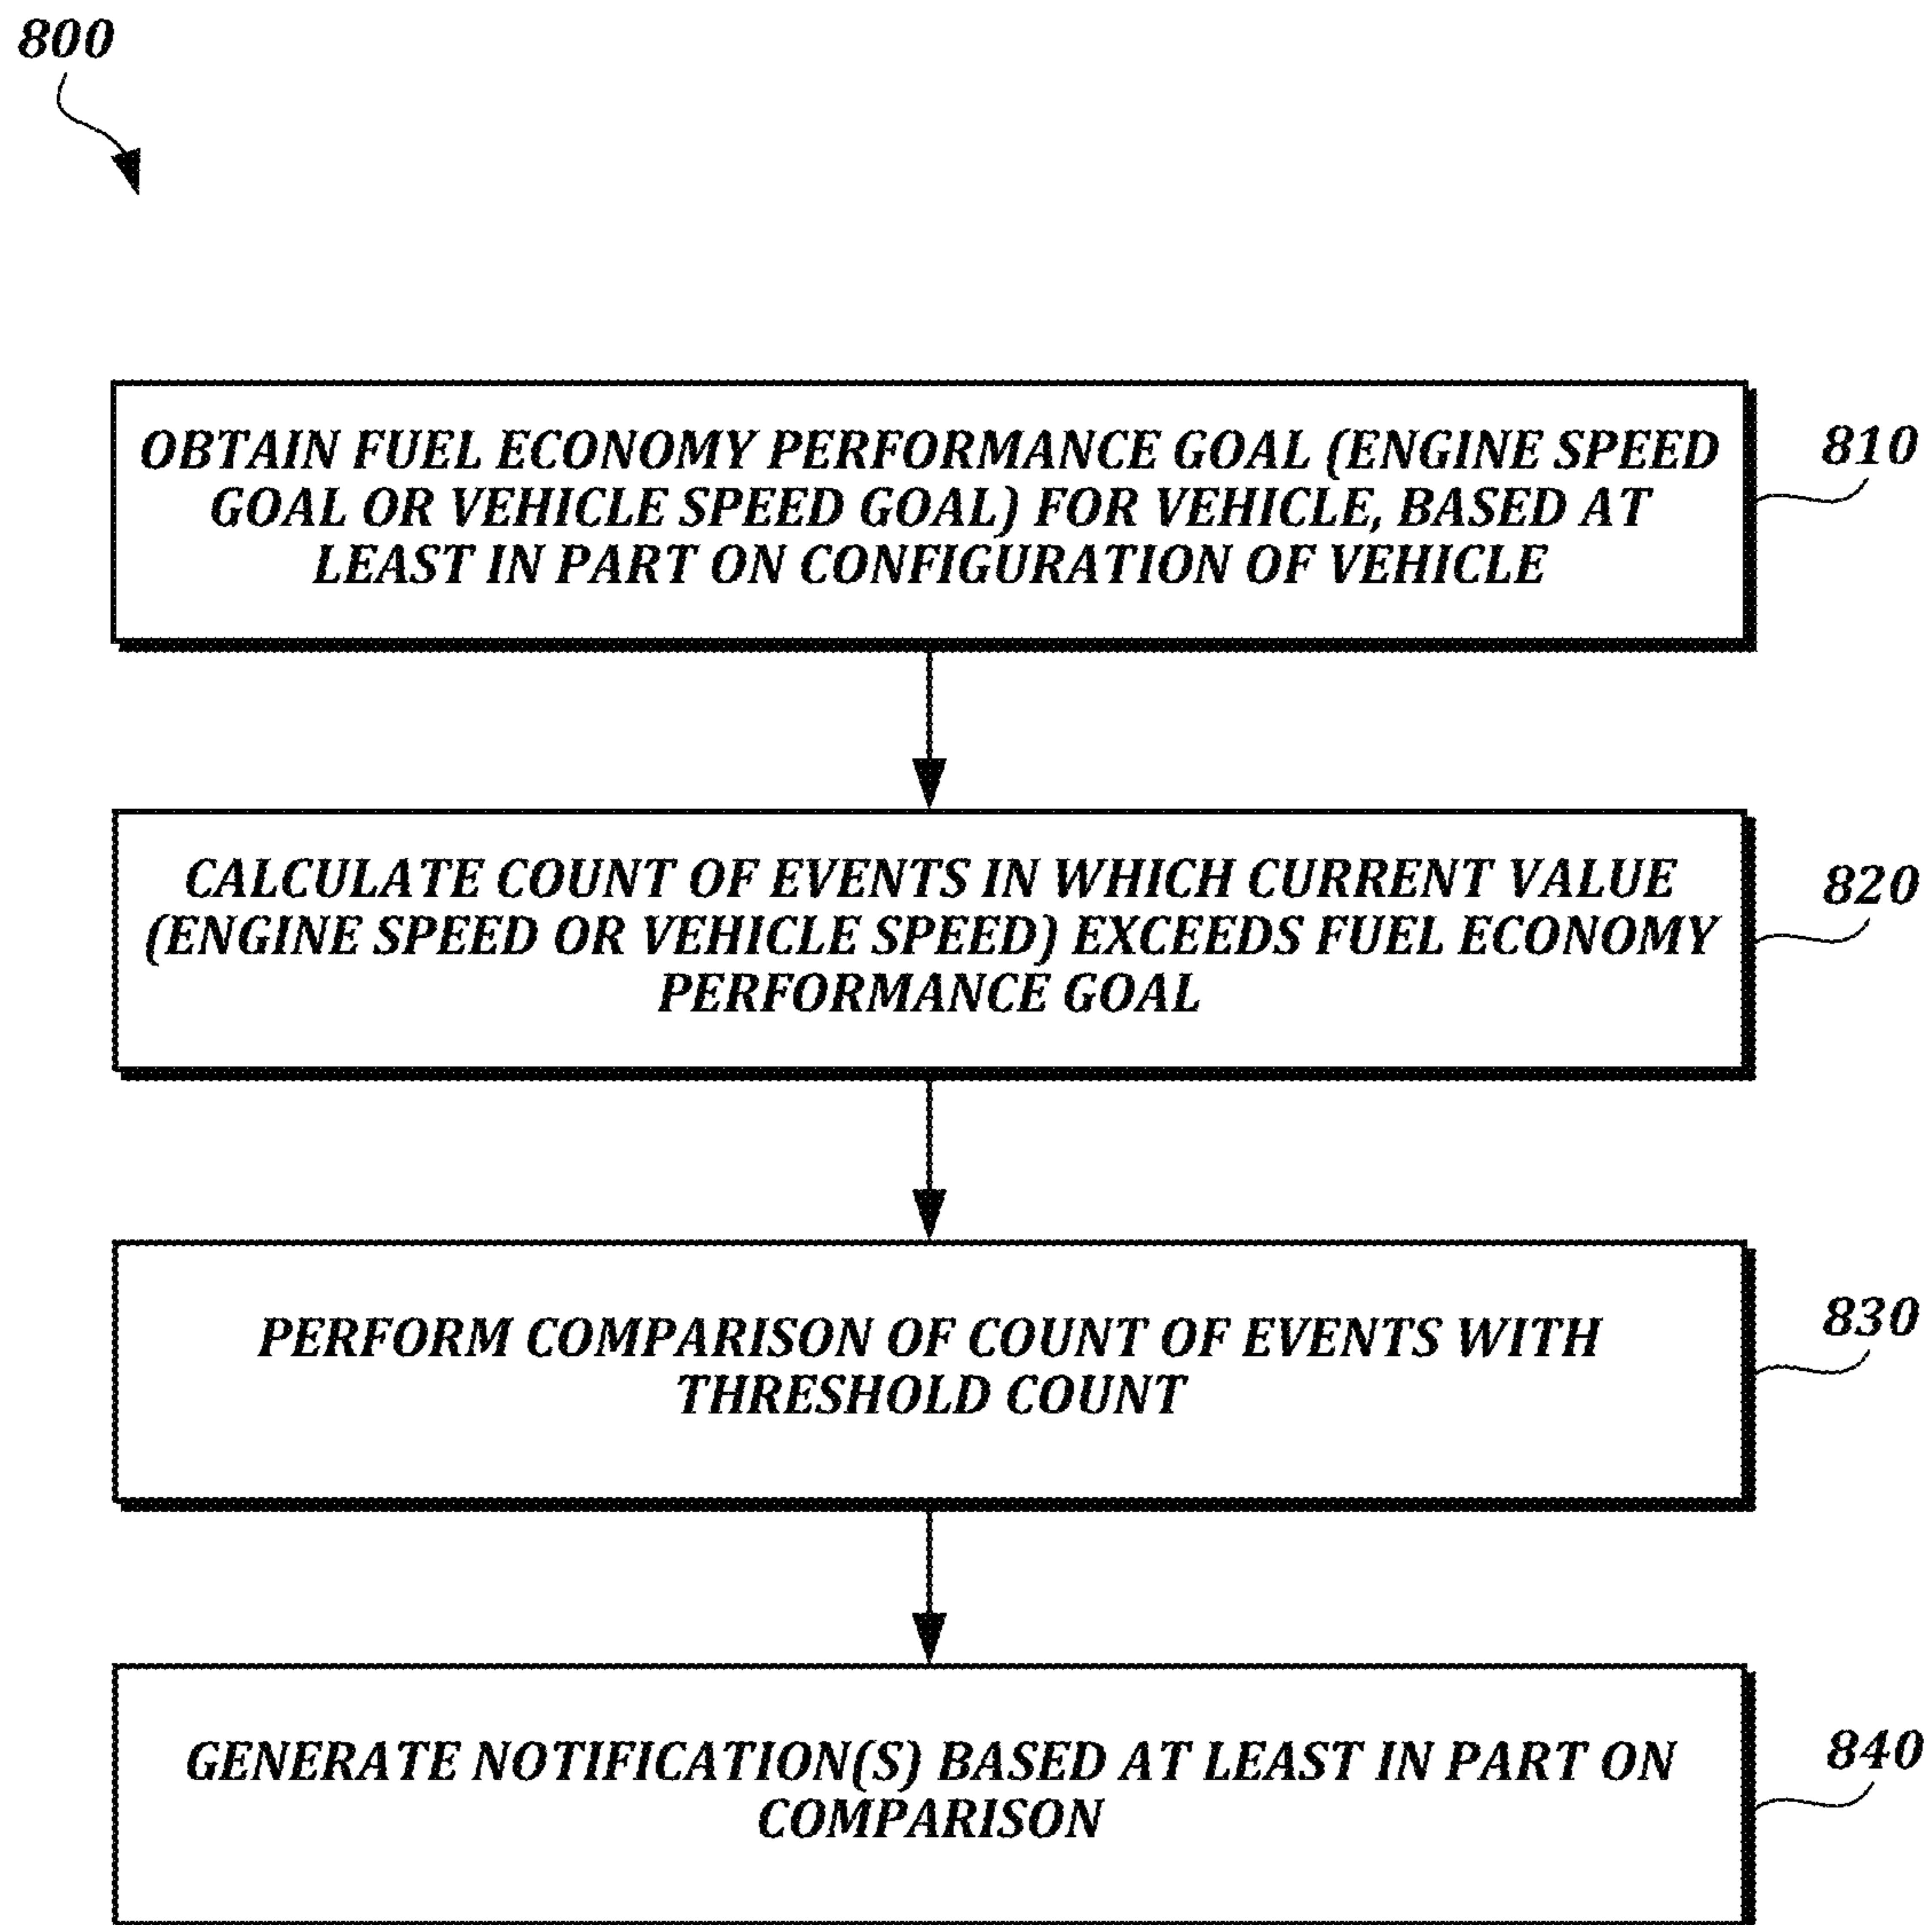 800
OBTAIN FUEL ECONOMY PERFORMANCE GOAL (ENGINE SPEED
GOAL OR VEHICLE SPEED GOAL) FOR VEHICLE, BASED AT
LEAST IN PART ON CONFIGURATION OF VEHICLE
810
CALCULATE COUNT OF EVENTS IN WHICH CURRENT VALUE
(ENGINE SPEED OR VEHICLE SPEED) EXCEEDS FUEL ECONOMY
PERFORMANCE GOAL
820
PERFORM COMPARISON OF COUNT OF EVENTS WITH
THRESHOLD COUNT
830
GENERATE NOTIFICATION(S) BASED AT LEAST IN PART ON
COMPARISON
840